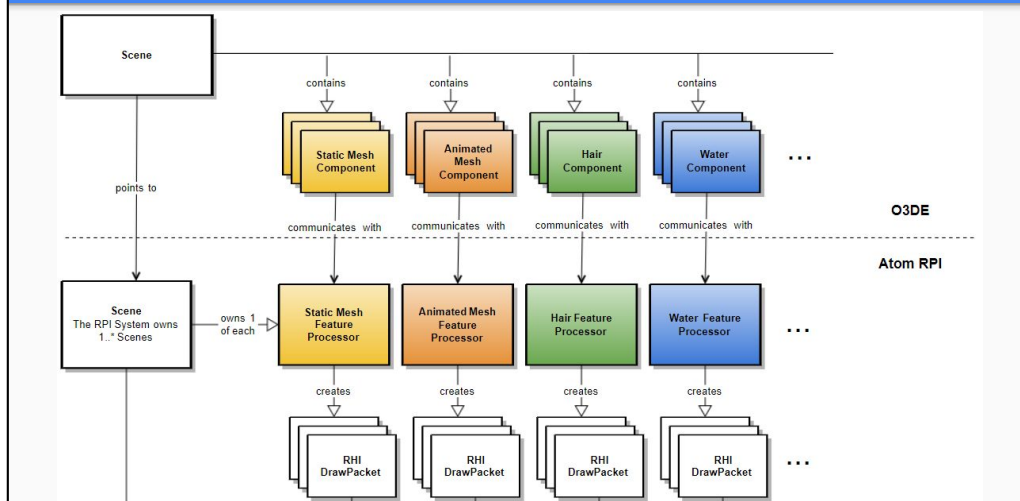 Scene
contains
contains
contains
contains
Static Mesh
Component
Animated
Mesh
Component
Hair
Component
Water
Component
...
points to
O3DE
communicates with
communicates with
communicates with
communicates with
Atom RPI
Scene
The RPI System owns
1..* Scenes
owns 1
of each
Static Mesh
Feature
Processor
Animated Mesh
Feature
Processor
Hair Feature
Processor
Water Feature
Processor
...
creates
creates
creates
creates
RHI
DrawPacket
RHI
DrawPacket
RHI
DrawPacket
RHI
DrawPacket
...